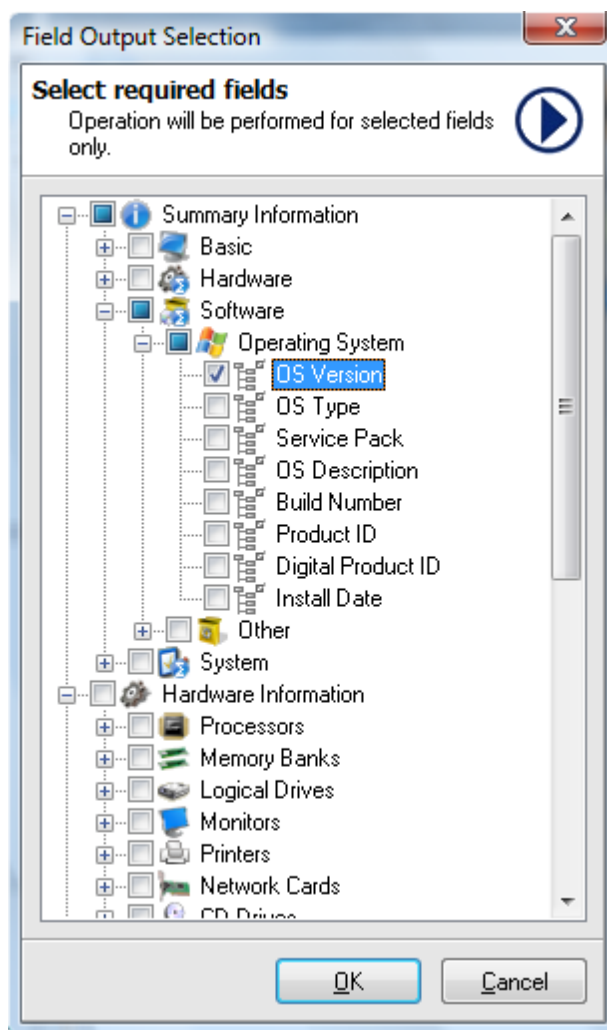 Field Output Selection
Select required fields
Operation will be performed for selected fields
only.
Summary Information
Basic
Hardware
Software
Operating System
OS Version
OS Type
Service Pack
OS Description
Build Number
Product ID
Digital Product ID
Install Date
Other
System
Hardware Information
Processors
Memory Banks
Logical Drives
Monitors
Printers
Network Cards
CD Drives
OK
Cancel